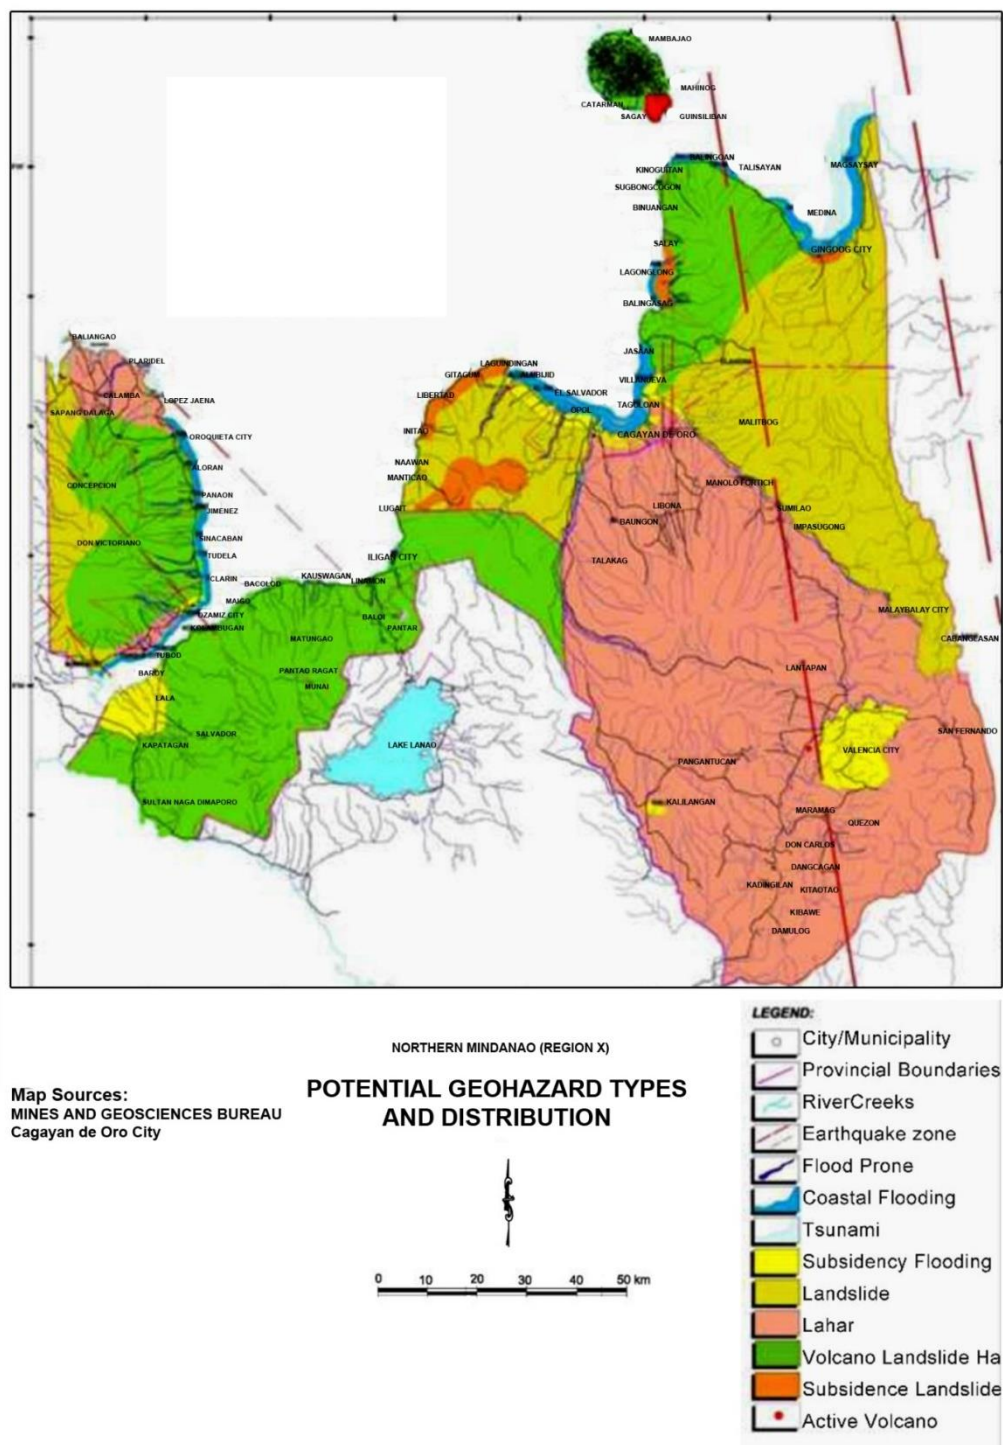 MAMBAJAO
MAHINOG
CATARMAN
SAGAY
GUINSILIBAN
BALINGOAN
TALISAYAN
MAGSAYSAY
KINOGUITAN
SUGBONGCOGON
BINUANGAN
MEDINA
SALAY
GINGOOG CITY
LAGONGLONG
BALINGASAG
BALIANGAO
PLARIDEL
JASAAN
LAGUINDINGAN
GITAGUM
ALUBIJID
VILLANUEVA
CALAMBA
LOPEZ JAENA
LIBERTAD
EL SALVADOR
TAGOLOAN
SAPANG DALAGA
OPOL
MALITBOG
INITAO
CAGAYAN DE ORO
OROQUIETA CITY
NAAWAN
ALORAN
MANTICAO
CONCEPCION
MANOLO FORTICH
PANAON
JIMENEZ
LUGAIT
LIBONA
SUMILAO
BAUNGON
IMPASUGONG
SINACABAN
DON VICTORIANO
TUDELA
ILIGAN CITY
TALAKAG
CLARIN
BACOLOD
KAUSWAGAN
LINAMON
MAIGO
OZAMIZ CITY
BALOI
MALAYBALAY CITY
KOLAMBUGAN
PANTAR
MATUNGAO
CABANGLASAN
TUBOD
BAROY
PANTAO RAGAT
LANTAPAN
MUNAI
LALA
SALVADOR
SAN FERNANDO
KAPATAGAN
LAKE LANAO
VALENCIA CITY
PANGANTUCAN
SULTAN NAGA DIMAPORO
KALILANGAN
MARAMAG
QUEZON
DON CARLOS
DANGCAGAN
KADINGILAN
KITAOTAO
KIBAWE
DAMULOG
NORTHERN MINDANAO (REGION X)
POTENTIAL GEOHAZARD TYPES
AND DISTRIBUTION
Map Sources:
MINES AND GEOSCIENCES BUREAU
Cagayan de Oro City
0 10 20 30 40 50 km
LEGEND:
City/Municipality
Provincial Boundaries
RiverCreeks
Earthquake zone
Flood Prone
Coastal Flooding
Tsunami
Subsidency Flooding
Landslide
Lahar
Volcano Landslide Ha
Subsidence Landslide
Active Volcano